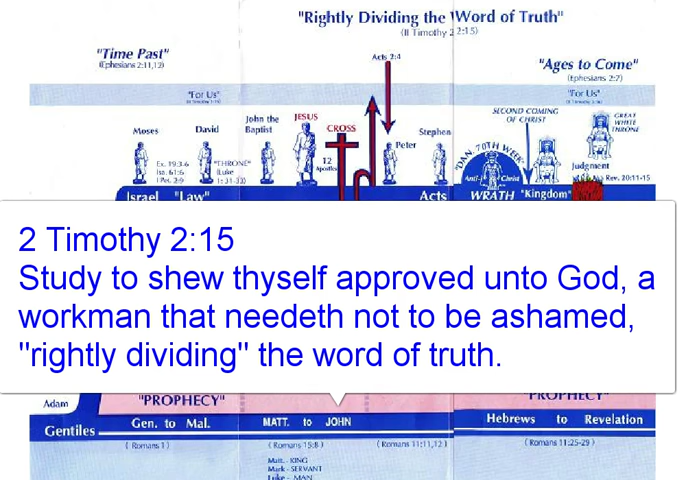 "Rightly Dividing the Word of Truth"
(II Timothy 2:15)
"Time Past"
(Ephesians 2:11,12)
Acts 2:4
"Ages to Come"
(Ephesians 2:7)
"For Us"
"For Us"
Moses
David
John the
Baptist
JESUS
CROSS
12
Apostles
Peter
Stephen
SECOND COMING
OF CHRIST
GREAT
WHITE
THRONE
Ex. 19:3-6
Isa. 61:6
I Pet. 2:9
"THRONE"
(Luke
1:31-33)
"DAN. 70TH WEEK"
Anti- Christ
Judgment
Rev. 20:11-15
Israel "Law"
Acts
WRATH "Kingdom"
2 Timothy 2:15
Study to shew thyself approved unto God, a
workman that needeth not to be ashamed,
"rightly dividing" the word of truth.
Adam
"PROPHECY"
"PROPHECY"
Gentiles
Gen. to Mal.
MATT. to JOHN
Hebrews to Revelation
(Romans 1)
(Romans 15:8)
(Romans 11:11,12)
(Romans 11:25-29)
Matt. - KING
Mark - SERVANT
Luke - MAN